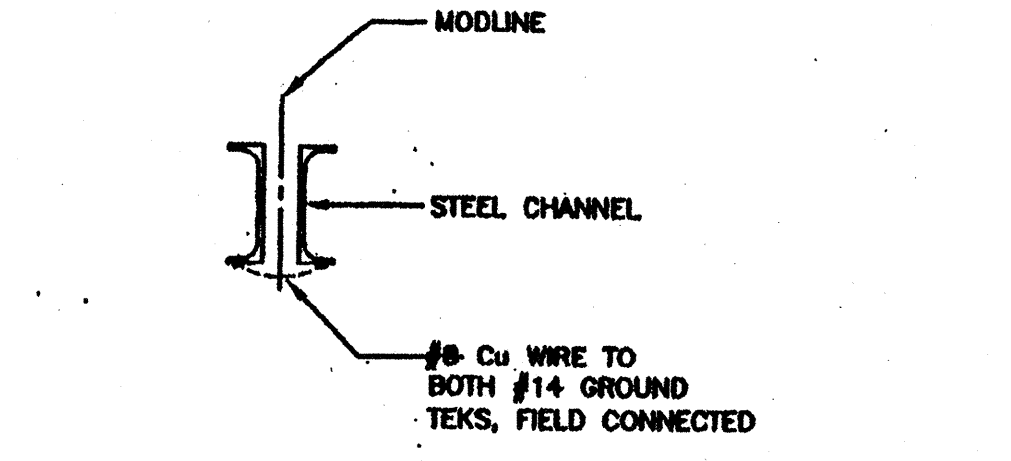 MODLINE
STEEL CHANNEL
#8 Cu WIRE TO
BOTH #14 GROUND
TEKS, FIELD CONNECTED